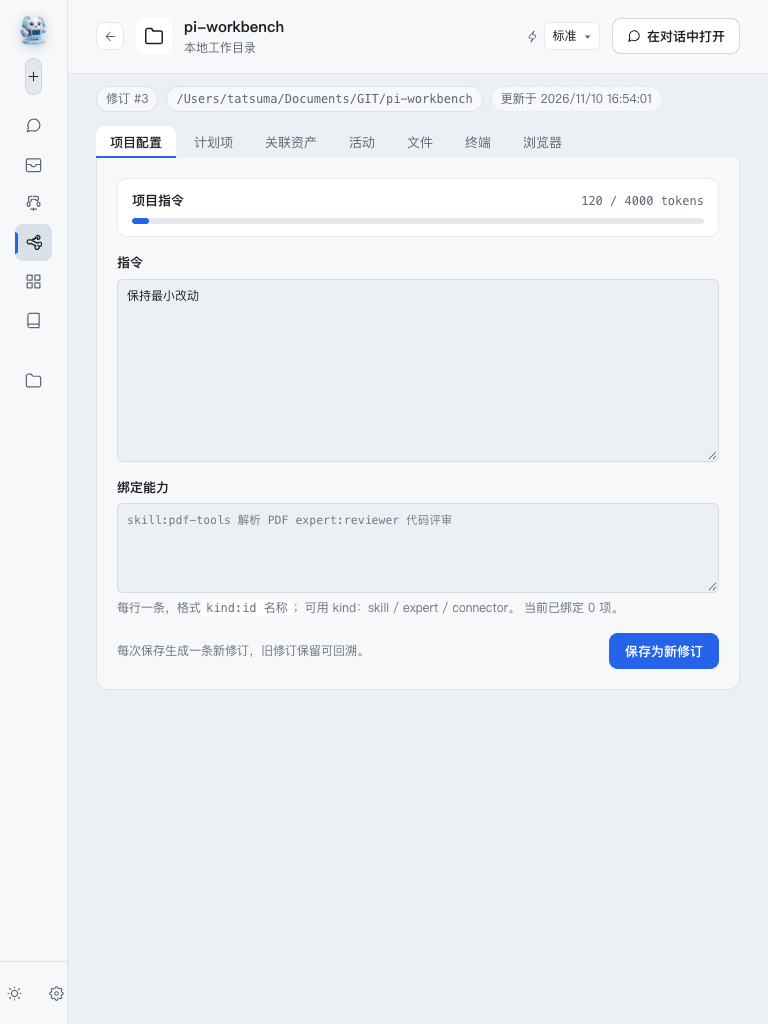 pi-workbench
本地工作目录
标准
在对话中打开
修订 #3
/Users/tatsuma/Documents/GIT/pi-workbench
更新于 2026/11/10 16:54:01
项目配置
计划项
关联资产
活动
文件
终端
浏览器
项目指令
120 / 4000 tokens
指令
保持最小改动
绑定能力
skill:pdf-tools 解析 PDF expert:reviewer 代码评审
每行一条，格式 kind:id 名称 ；可用 kind：skill / expert / connector。 当前已绑定 0 项。
每次保存生成一条新修订，旧修订保留可回溯。
保存为新修订